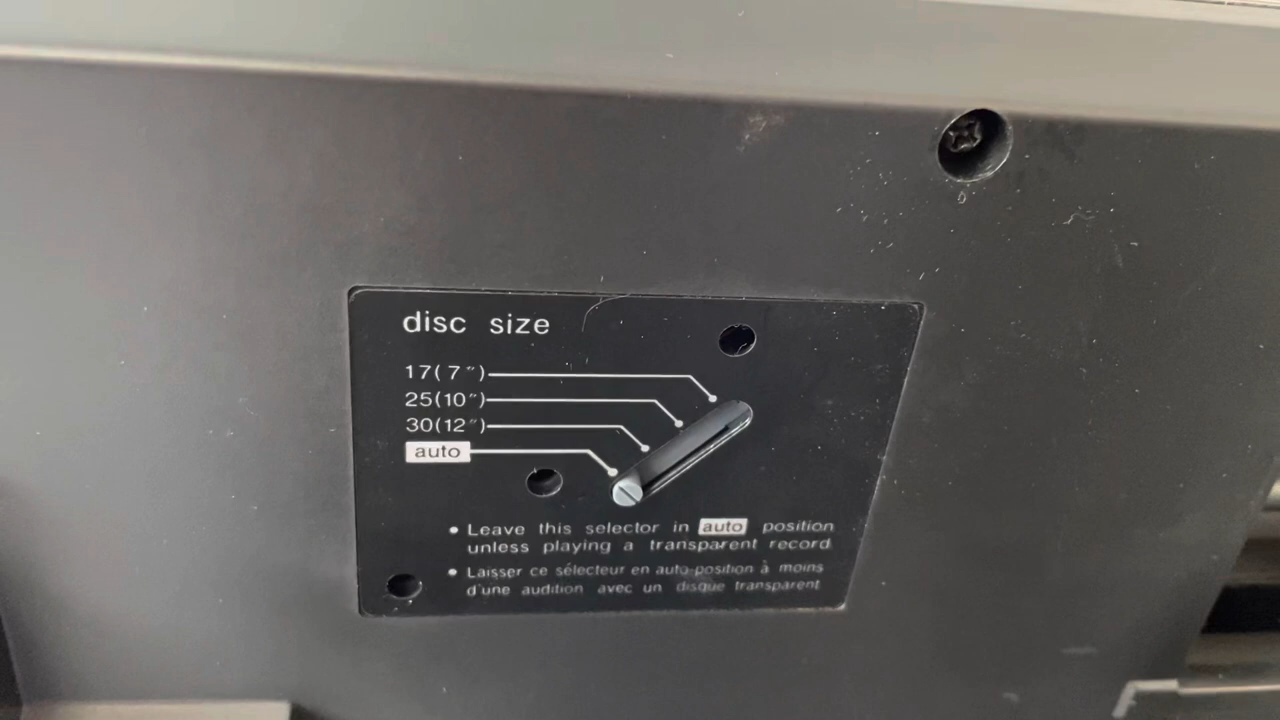 disc size
17(7″)
25(10″)
30(12″)
auto
• Leave this selector in auto position
unless playing a transparent record
• Laisser ce sélecteur en auto-position à moins
d'une audition avec un disque transparent